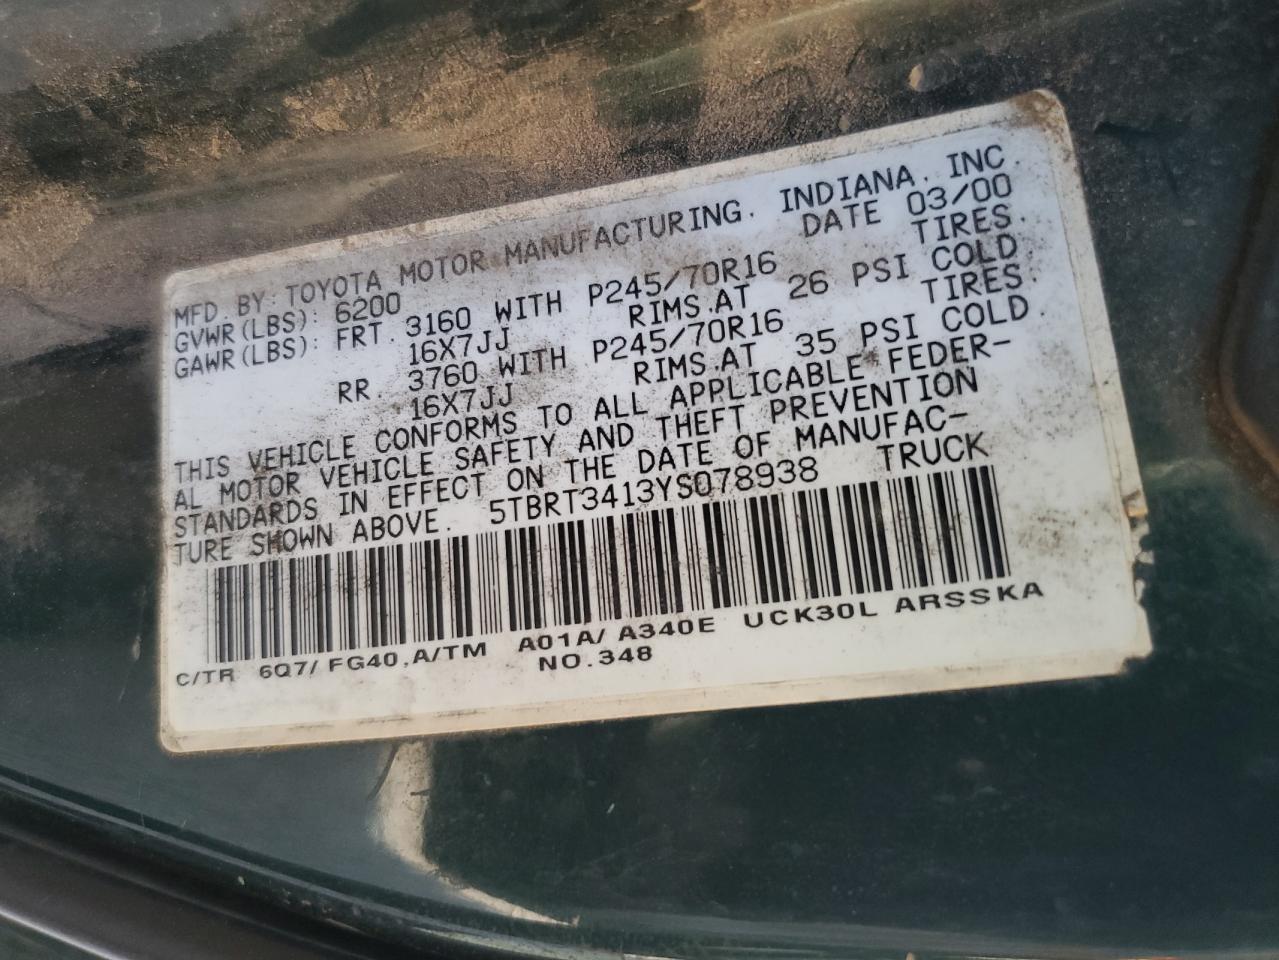 MFD. BY: TOYOTA MOTOR MANUFACTURING, INDIANA, INC.
GVWR(LBS): 6200 DATE 03/00
GAWR(LBS): FRT. 3160 WITH P245/70R16 TIRES.
16X7JJ RIMS.AT 26 PSI COLD
RR. 3760 WITH P245/70R16 TIRES.
16X7JJ RIMS.AT 35 PSI COLD.
THIS VEHICLE CONFORMS TO ALL APPLICABLE FEDER-
AL MOTOR VEHICLE SAFETY AND THEFT PREVENTION
STANDARDS IN EFFECT ON THE DATE OF MANUFAC-
TURE SHOWN ABOVE. 5TBRT3413YS078938 TRUCK
C/TR 6Q7/FG40,A/TM A01A/A340E UCK30L ARSSKA
NO.348